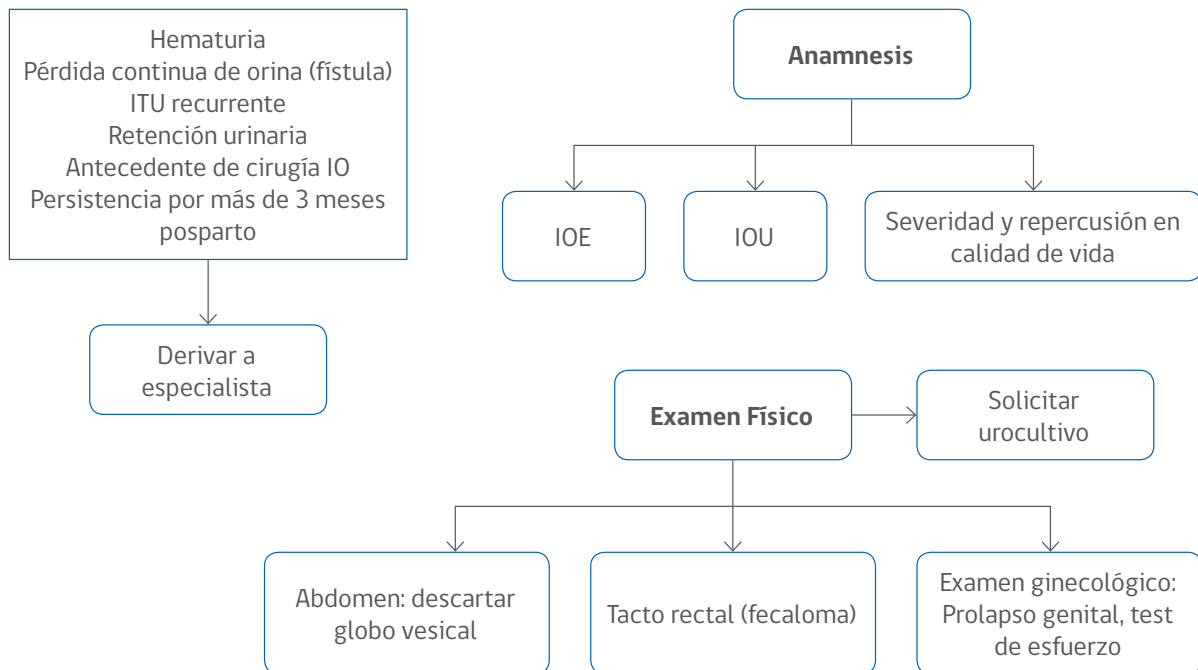 Hematuria
Pérdida continua de orina (fístula)
ITU recurrente
Retención urinaria
Antecedente de cirugía IO
Persistencia por más de 3 meses
posparto
Derivar a
especialista
Anamnesis
IOE
IOU
Severidad y repercusión en
calidad de vida
Examen Físico
Solicitar
urocultivo
Abdomen: descartar
globo vesical
Tacto rectal (fecaloma)
Examen ginecológico:
Prolapso genital, test
de esfuerzo